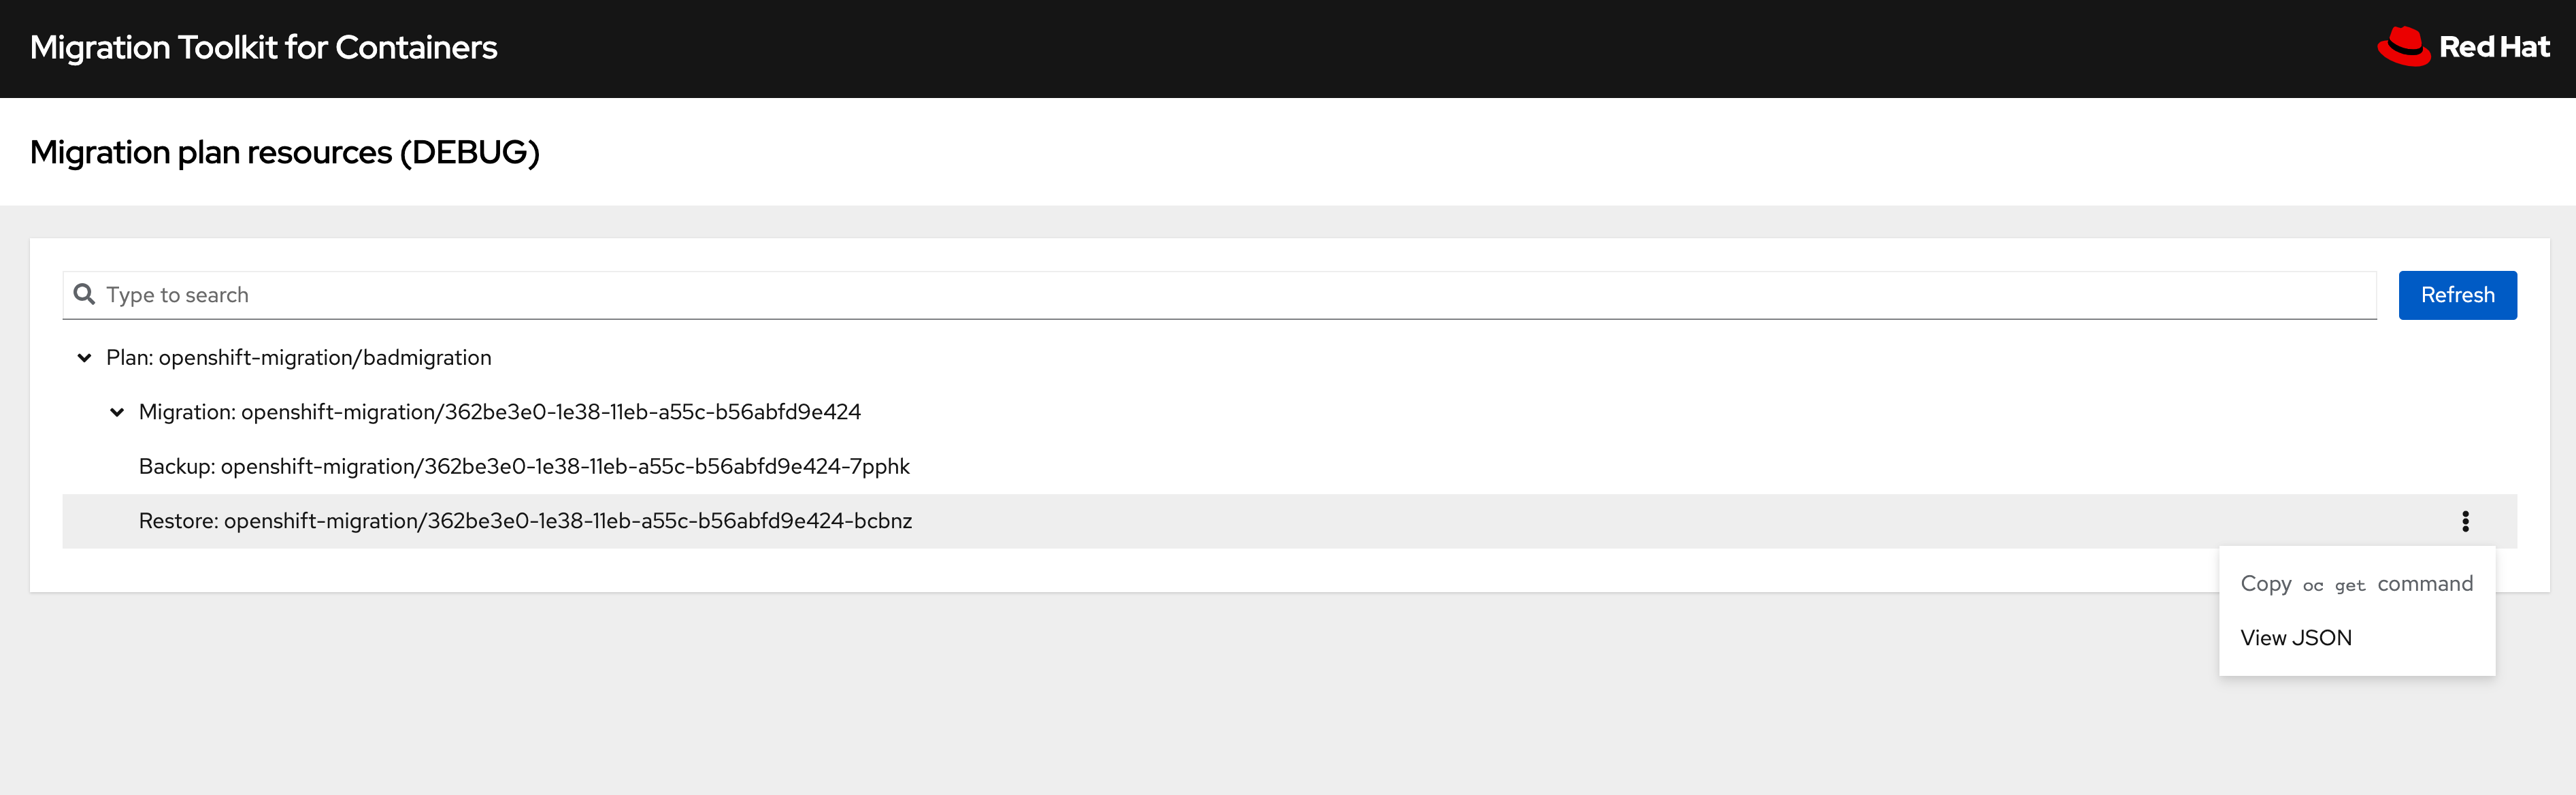 Migration Toolkit for Containers
Red Hat
Migration plan resources (DEBUG)
Type to search
Refresh
Plan: openshift-migration/badmigration
Migration: openshift-migration/362be3e0-1e38-11eb-a55c-b56abfd9e424
Backup: openshift-migration/362be3e0-1e38-11eb-a55c-b56abfd9e424-7pphk
Restore: openshift-migration/362be3e0-1e38-11eb-a55c-b56abfd9e424-bcbnz
Copy oc get command
View JSON